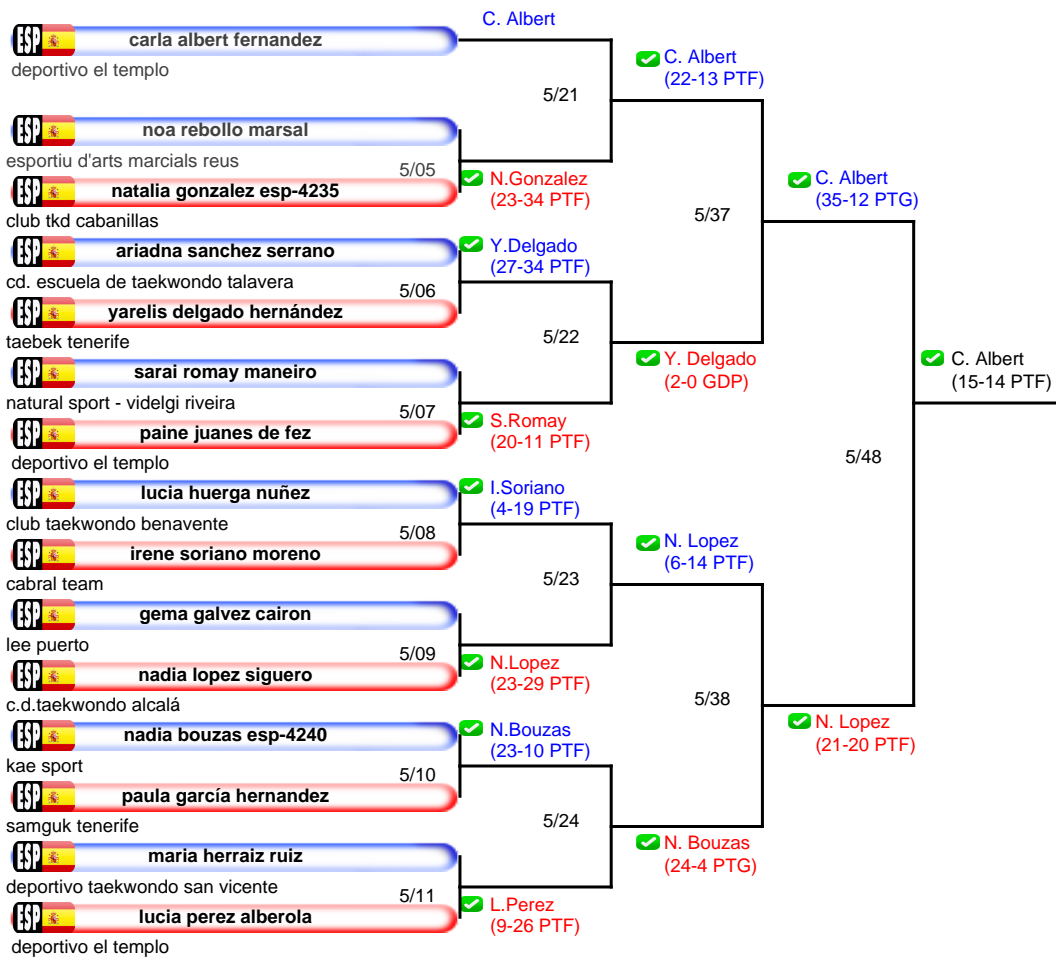 C. Albert
ESP carla albert fernandez
deportivo el templo
C. Albert
(22-13 PTF)
5/21
ESP noa rebollo marsal
esportiu d'arts marcials reus
5/05
ESP natalia gonzalez esp-4235
N.Gonzalez
(23-34 PTF)
club tkd cabanillas
C. Albert
(35-12 PTG)
5/37
ESP ariadna sanchez serrano
Y.Delgado
(27-34 PTF)
cd. escuela de taekwondo talavera
5/06
ESP yarelis delgado hernández
taebek tenerife
5/22
Y. Delgado
(2-0 GDP)
C. Albert
(15-14 PTF)
ESP sarai romay maneiro
natural sport - videlgi riveira
5/07
ESP paine juanes de fez
S.Romay
(20-11 PTF)
deportivo el templo
5/48
ESP lucia huerga nuñez
I.Soriano
(4-19 PTF)
club taekwondo benavente
5/08
ESP irene soriano moreno
cabral team
N. Lopez
(6-14 PTF)
5/23
ESP gema galvez cairon
lee puerto
5/09
ESP nadia lopez siguero
N.Lopez
(23-29 PTF)
c.d.taekwondo alcalá
5/38
N. Lopez
(21-20 PTF)
ESP nadia bouzas esp-4240
N.Bouzas
(23-10 PTF)
kae sport
5/10
ESP paula garcía hernandez
samguk tenerife
5/24
N. Bouzas
(24-4 PTG)
ESP maria herraiz ruiz
deportivo taekwondo san vicente
5/11
ESP lucia perez alberola
L.Perez
(9-26 PTF)
deportivo el templo